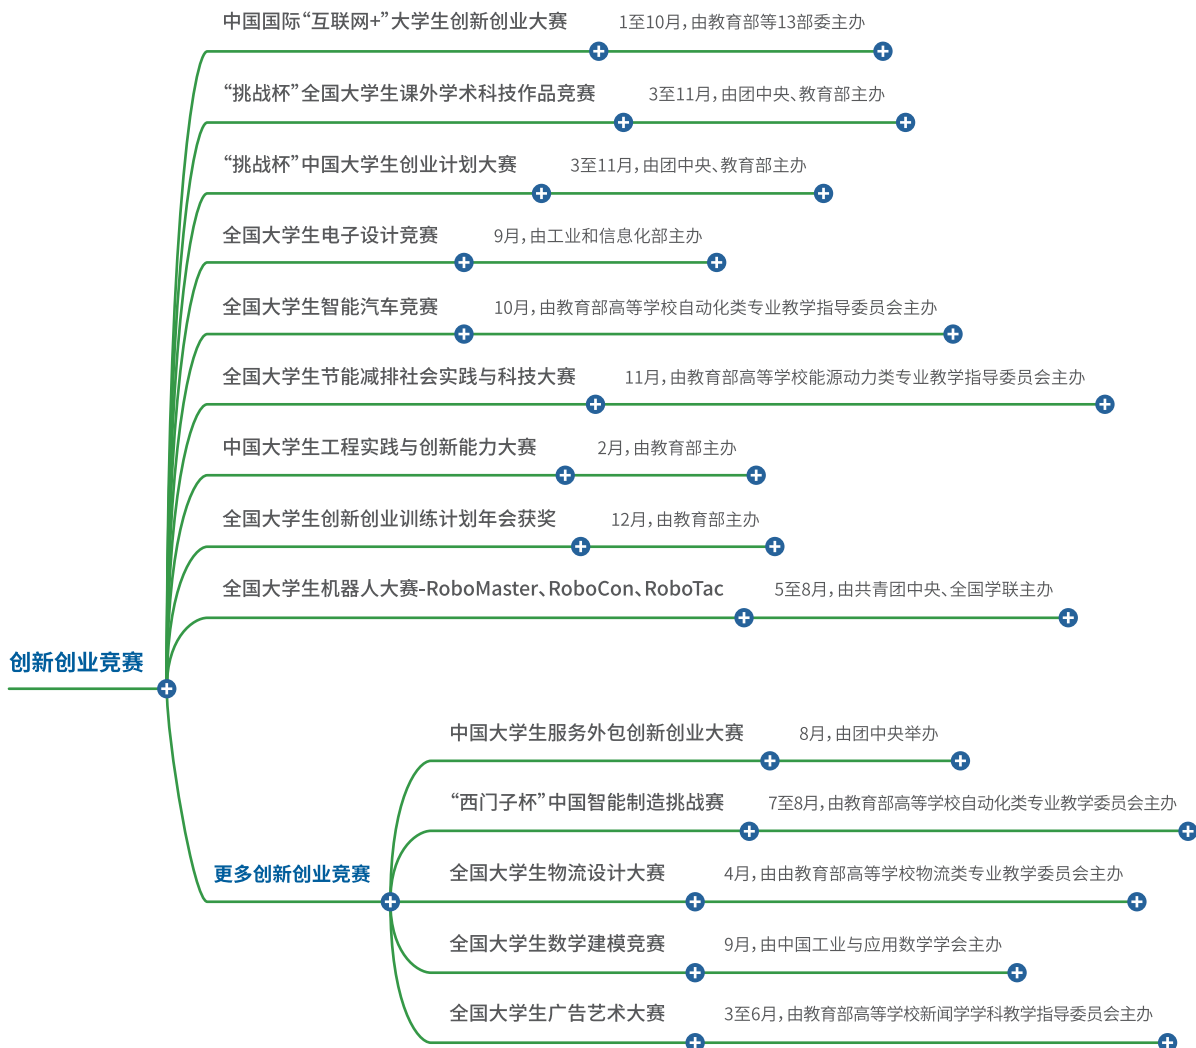 中国国际“互联网+”大学生创新创业大赛 1至10月，由教育部等13部委主办
“挑战杯”全国大学生课外学术科技作品竞赛 3至11月，由团中央、教育部主办
“挑战杯”中国大学生创业计划大赛 3至11月，由团中央、教育部主办
全国大学生电子设计竞赛 9月，由工业和信息化部主办
全国大学生智能汽车竞赛 10月，由教育部高等学校自动化类专业教学指导委员会主办
全国大学生节能减排社会实践与科技大赛 11月，由教育部高等学校能源动力类专业教学指导委员会主办
中国大学生工程实践与创新能力大赛 2月，由教育部主办
全国大学生创新创业训练计划年会获奖 12月，由教育部主办
全国大学生机器人大赛-RoboMaster、RoboCon、RoboTac 5至8月，由共青团中央、全国学联主办
创新创业竞赛
中国大学生服务外包创新创业大赛 8月，由团中央举办
“西门子杯”中国智能制造挑战赛 7至8月，由教育部高等学校自动化类专业教学委员会主办
更多创新创业竞赛
全国大学生物流设计大赛 4月，由由教育部高等学校物流类专业教学委员会主办
全国大学生数学建模竞赛 9月，由中国工业与应用数学学会主办
全国大学生广告艺术大赛 3至6月，由教育部高等学校新闻学学科教学指导委员会主办